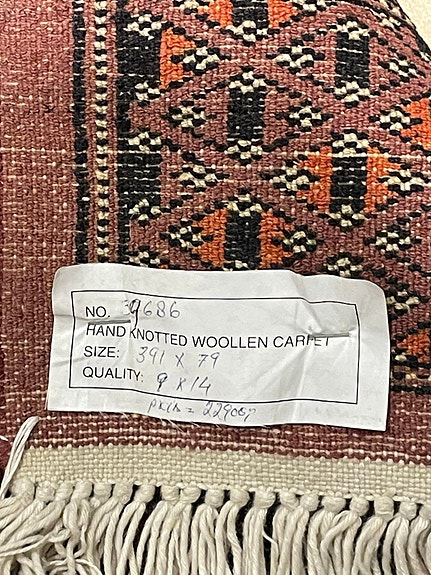 NO. 39686
HAND KNOTTED WOOLLEN CARPET
SIZE: 391 X 79
QUALITY: 9 X 14